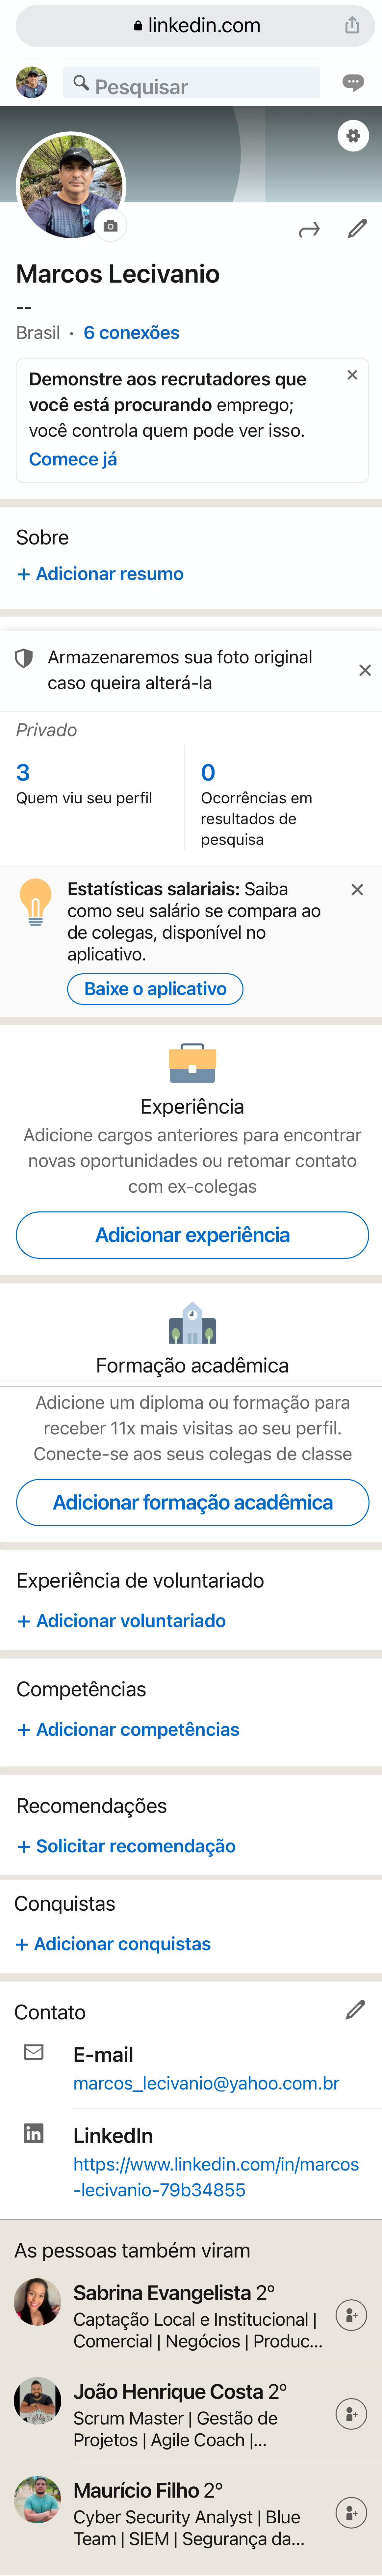 linkedin.com
Pesquisar
Marcos Lecivanio
--
Brasil · 6 conexões
Demonstre aos recrutadores que
você está procurando emprego;
você controla quem pode ver isso.
Comece já
Sobre
+ Adicionar resumo
Armazenaremos sua foto original
caso queira alterá-la
Privado
3
Quem viu seu perfil
0
Ocorrências em
resultados de
pesquisa
Estatísticas salariais: Saiba
como seu salário se compara ao
de colegas, disponível no
aplicativo.
Baixe o aplicativo
Experiência
Adicione cargos anteriores para encontrar
novas oportunidades ou retomar contato
com ex-colegas
Adicionar experiência
Formação acadêmica
Adicione um diploma ou formação para
receber 11x mais visitas ao seu perfil.
Conecte-se aos seus colegas de classe
Adicionar formação acadêmica
Experiência de voluntariado
+ Adicionar voluntariado
Competências
+ Adicionar competências
Recomendações
+ Solicitar recomendação
Conquistas
+ Adicionar conquistas
Contato
E-mail
marcos_lecivanio@yahoo.com.br
in
LinkedIn
https://www.linkedin.com/in/marcos
-lecivanio-79b34855
As pessoas também viram
Sabrina Evangelista 2º
Captação Local e Institucional |
Comercial | Negócios | Produc...
João Henrique Costa 2º
Scrum Master | Gestão de
Projetos | Agile Coach |...
Maurício Filho 2º
Cyber Security Analyst | Blue
Team | SIEM | Segurança da...